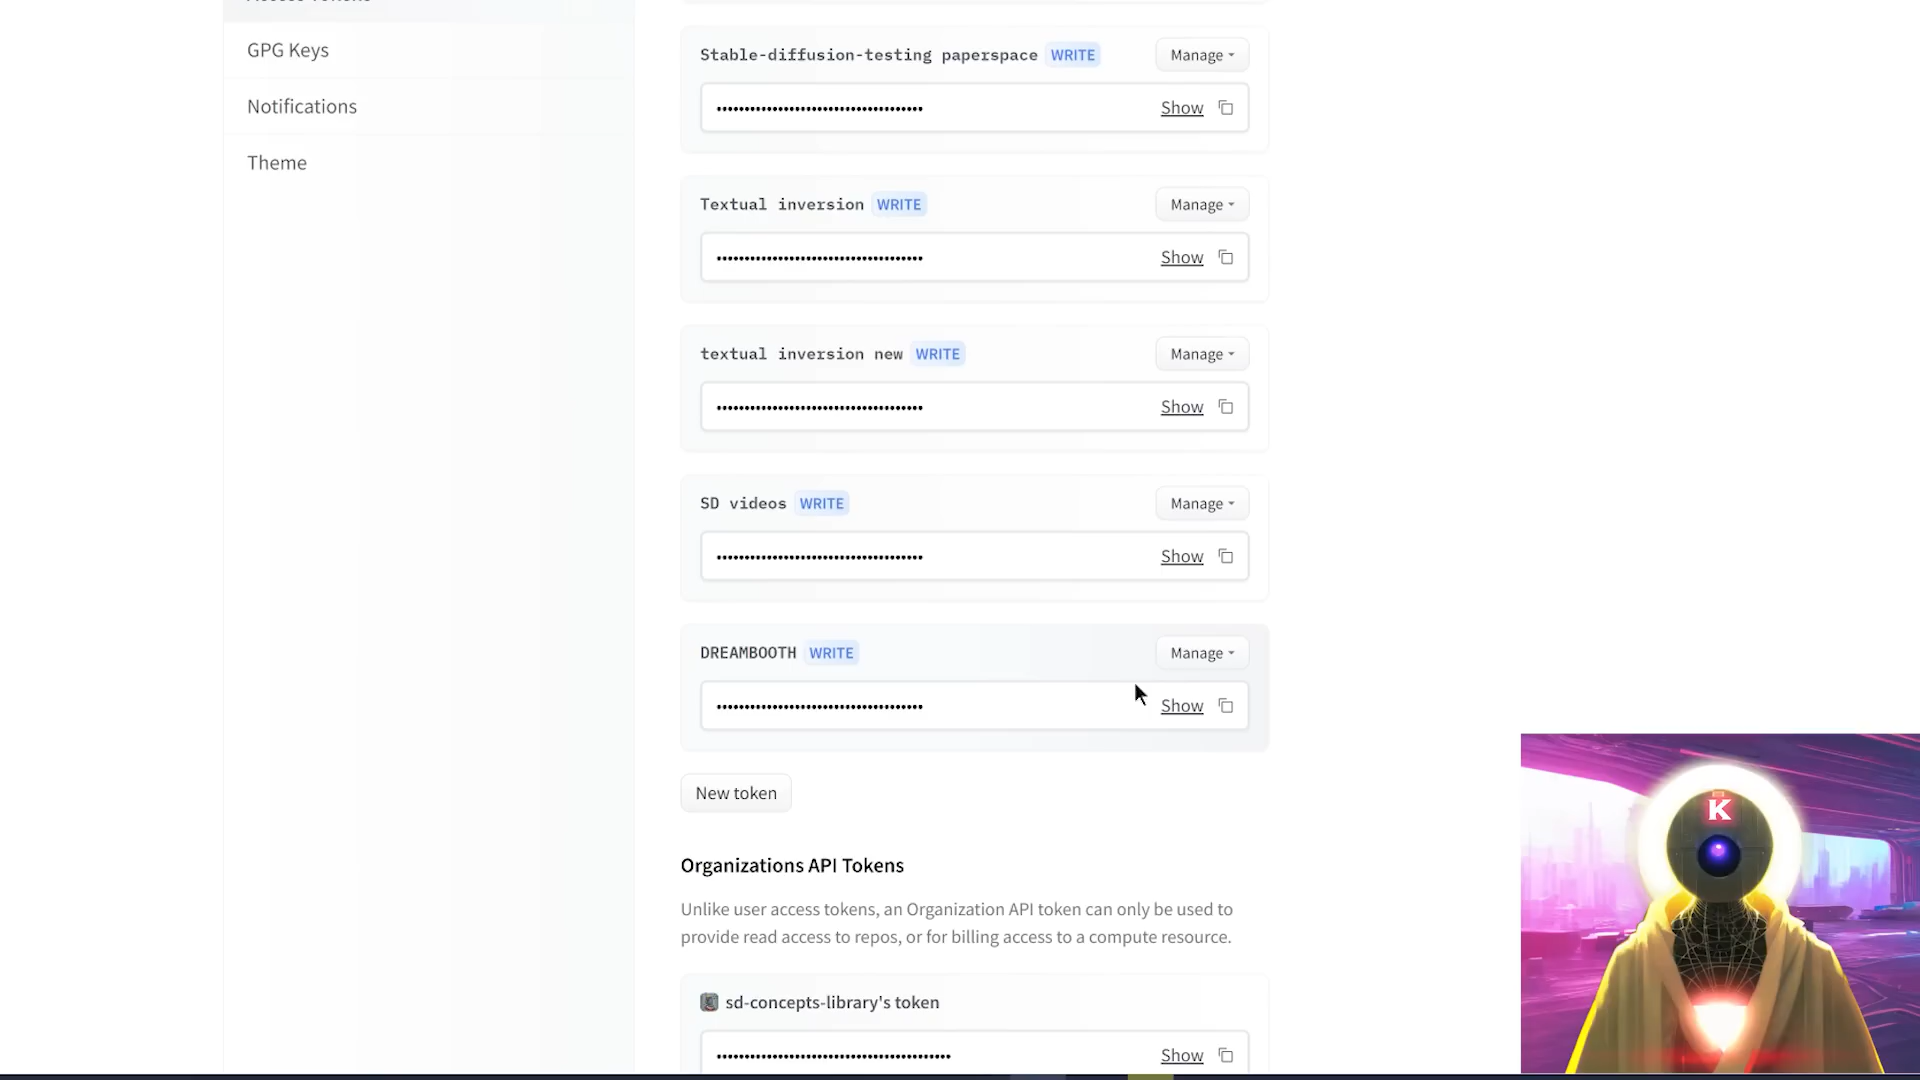 Access Tokens
GPG Keys
Notifications
Theme
Stable-diffusion-testing paperspace WRITE
Manage
Show
Textual inversion WRITE
Manage
Show
textual inversion new WRITE
Manage
Show
SD videos WRITE
Manage
Show
DREAMBOOTH WRITE
Manage
Show
New token
Organizations API Tokens
Unlike user access tokens, an Organization API token can only be used to
provide read access to repos, or for billing access to a compute resource.
sd-concepts-library's token
Show
K